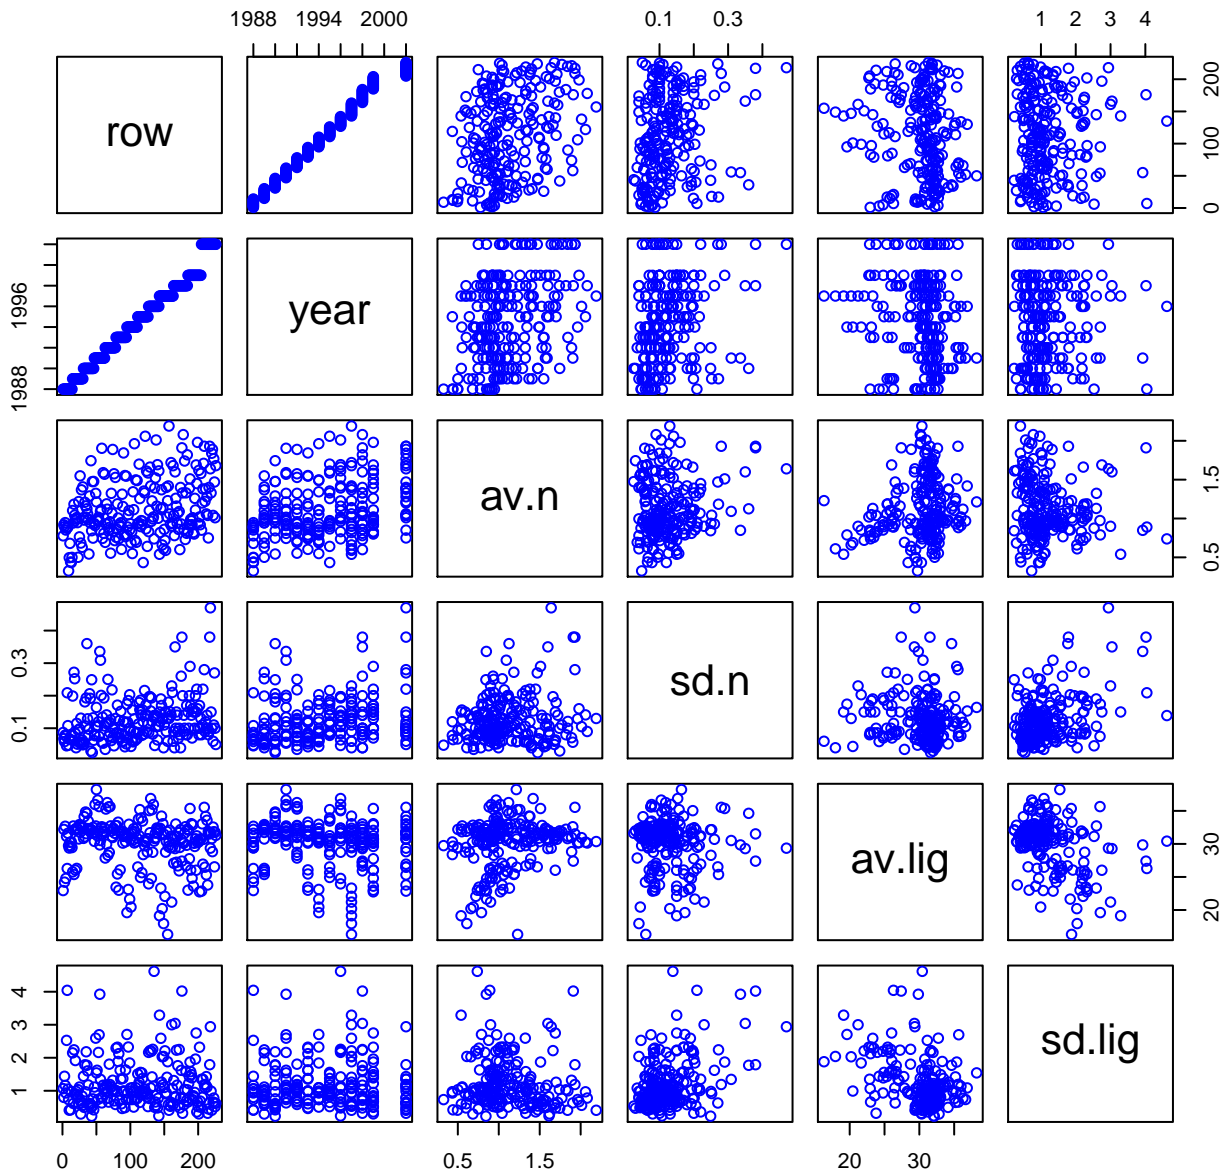 1988 1994 2000 0.1 0.3 1 2 3 4
row 0 100 200
1988 1996 year
av.n 0.5 1.5
0.1 0.3 sd.n
av.lig 20 30
1 2 3 4 sd.lig
0 100 200 0.5 1.5 20 30